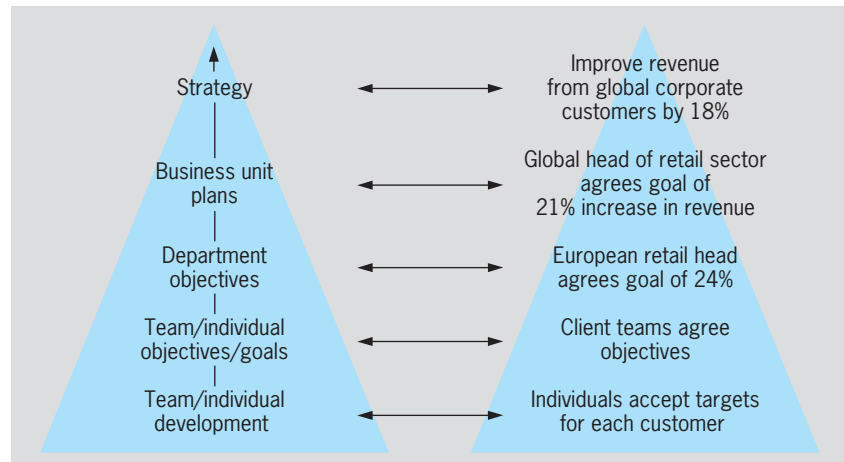 Strategy
Improve revenue
from global corporate
customers by 18%
Business unit
plans
Global head of retail sector
agrees goal of
21% increase in revenue
Department
objectives
European retail head
agrees goal of 24%
Team/individual
objectives/goals
Client teams agree
objectives
Team/individual
development
Individuals accept targets
for each customer